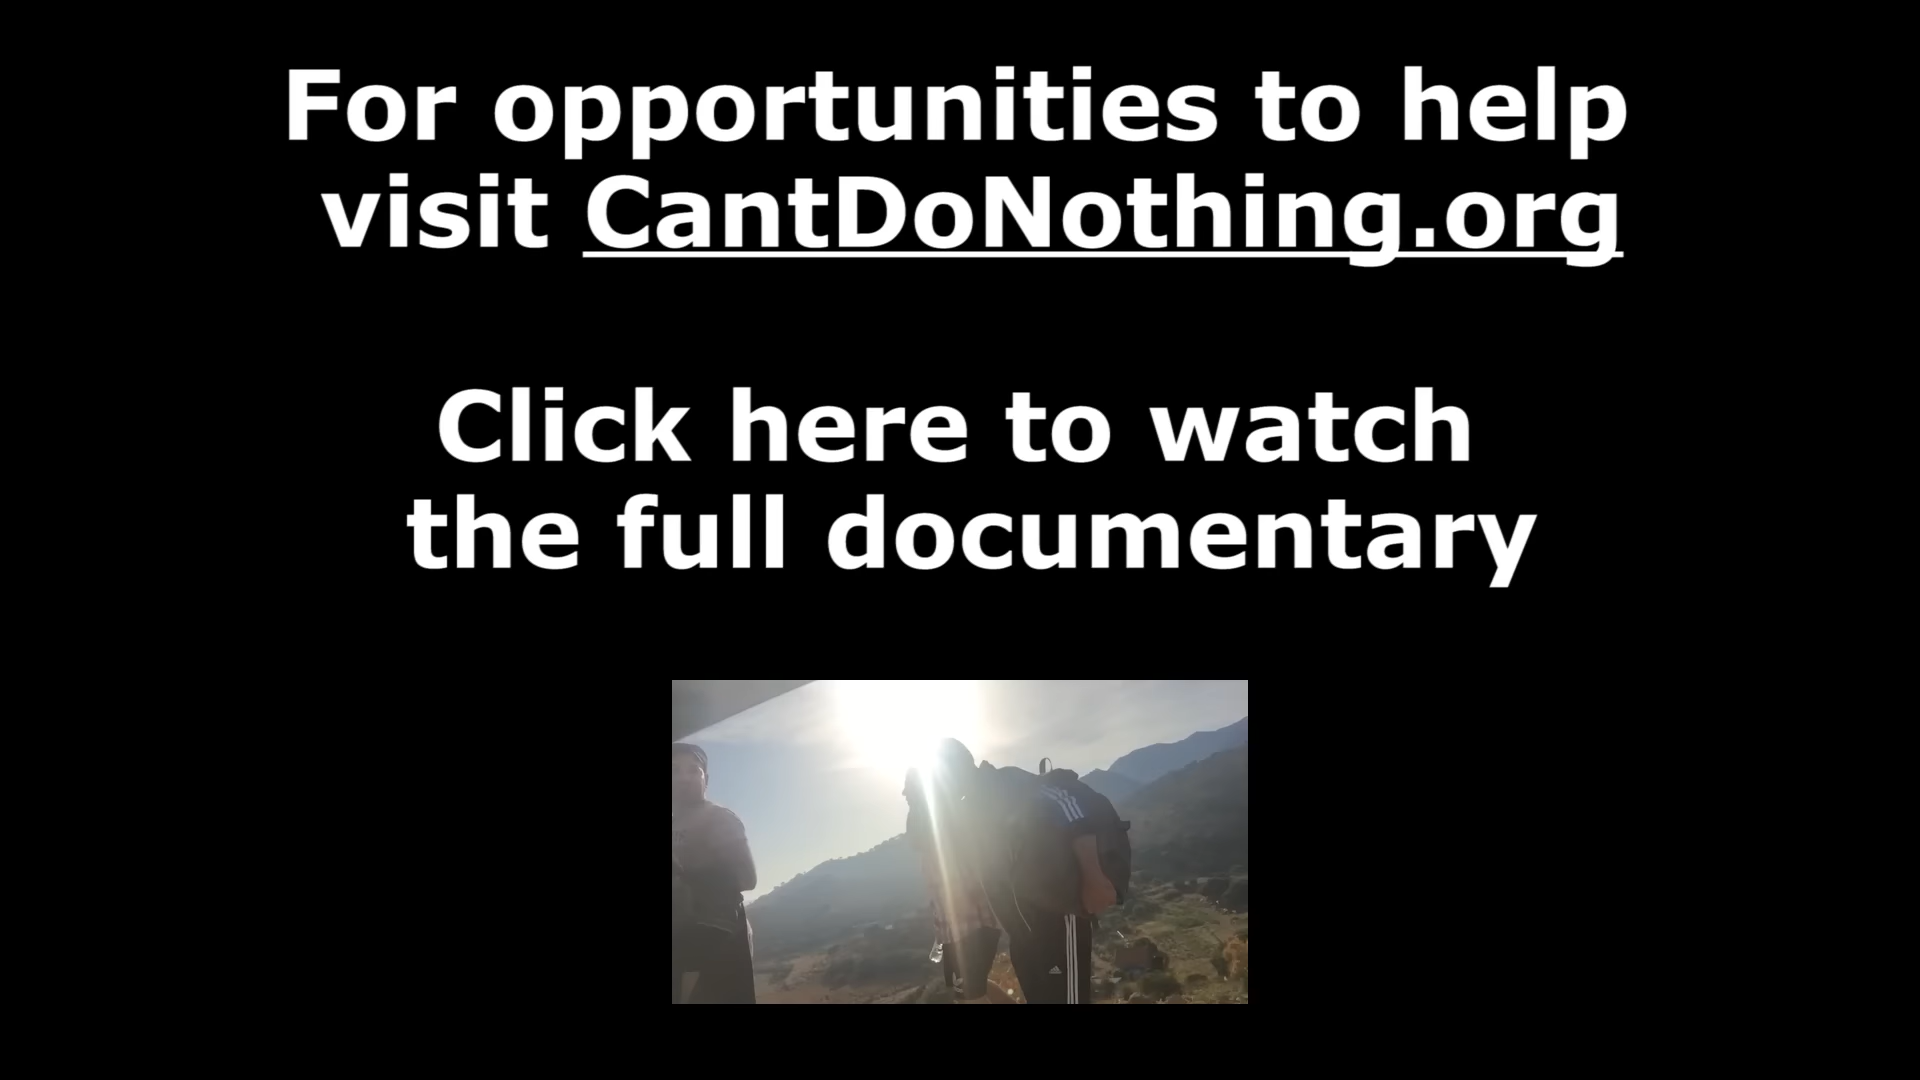 For opportunities to help
visit CantDoNothing.org
Click here to watch
the full documentary